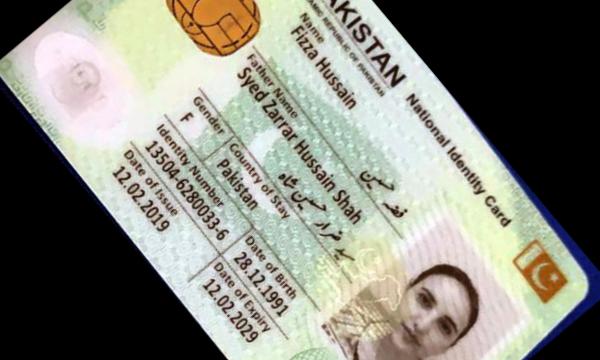 PAKISTAN National Identity Card
ISLAMIC REPUBLIC OF PAKISTAN
Name
Fizza Hussain
فضہ حسین
Father Name
Syed Zarrar Hussain Shah
سید ضرار حسین شاہ
Gender Country of Stay
F Pakistan
Identity Number Date of Birth
13504-6280033-6 28.12.1991
Date of Issue Date of Expiry
12.02.2019 12.02.2029